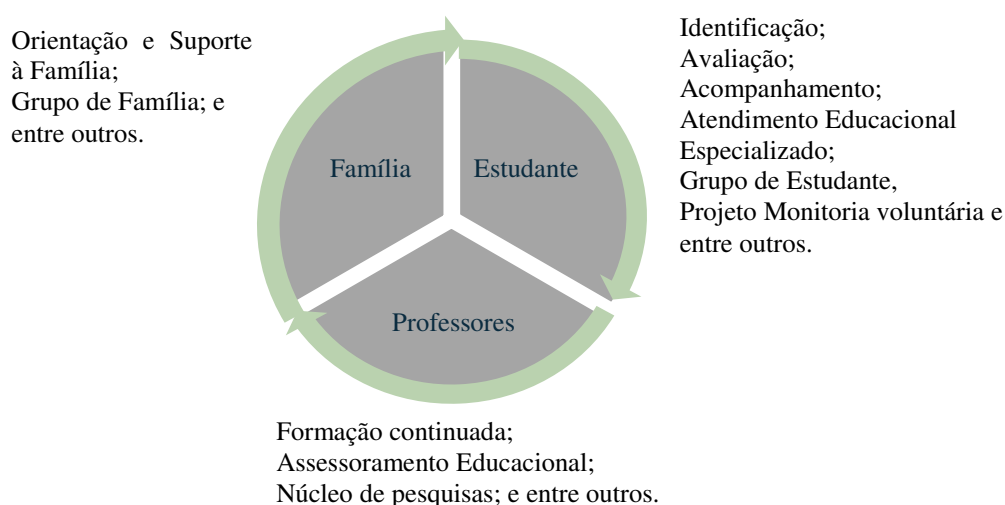 Orientação e Suporte
à Família;
Grupo de Família; e
entre outros.
Identificação;
Avaliação;
Acompanhamento;
Atendimento Educacional
Especializado;
Grupo de Estudante,
Projeto Monitoria voluntária e
entre outros.
Família
Estudante
Professores
Formação continuada;
Assessoramento Educacional;
Núcleo de pesquisas; e entre outros.